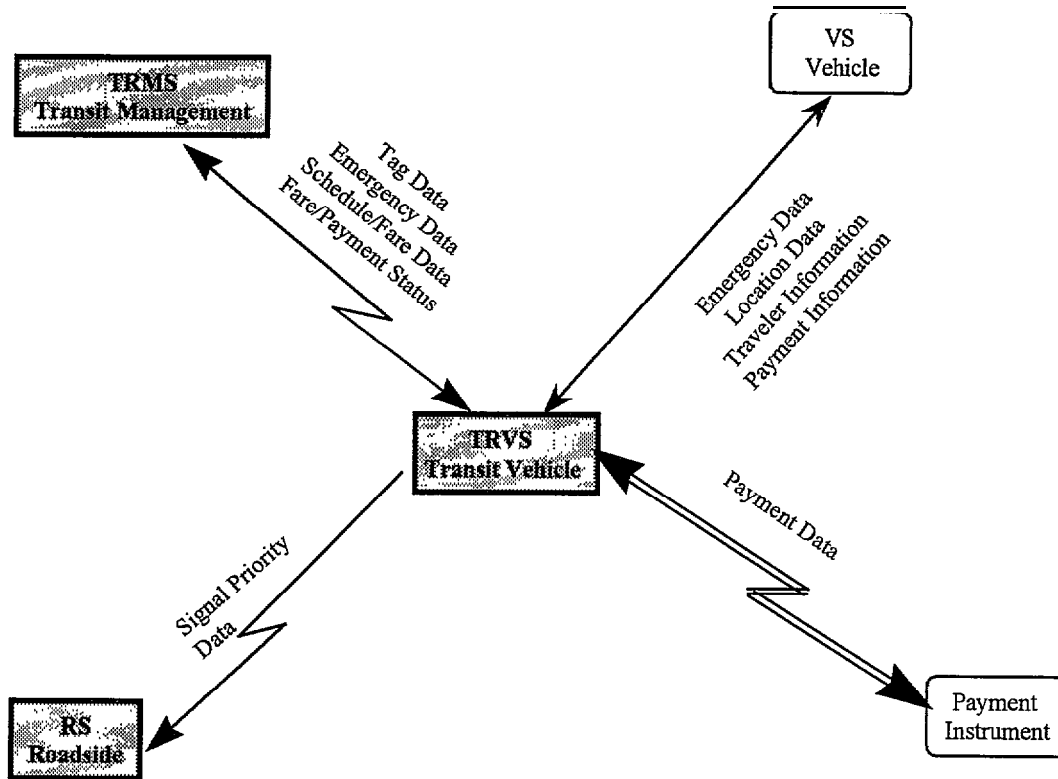 VS
Vehicle
TRMS
Transit Management
Tag Data
Emergency Data
Schedule/Fare Data
Fare/Payment Status
Emergency Data
Location Data
Traveler Information
Payment Information
TRVS
Transit Vehicle
Payment Data
Signal Priority
Data
RS
Roadside
Payment
Instrument